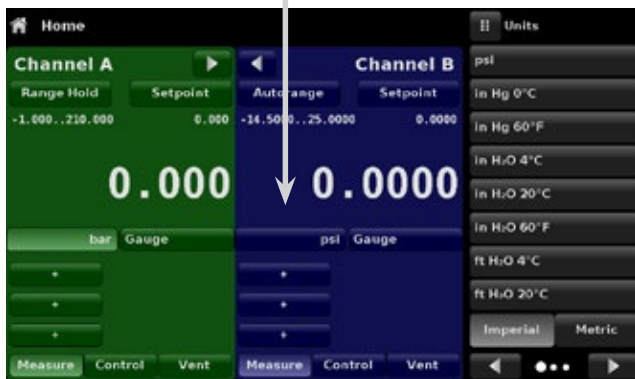 Home
Units
Channel A
Channel B
Range Hold Setpoint
Autorange Setpoint
-1.000..210.000 0.000
-14.5000..25.0000 0.0000
0.000
0.0000
bar Gauge
psi Gauge
+
+
+
+
+
+
Measure Control Vent
Measure Control Vent
psi
in Hg 0°C
in Hg 60°F
in H₂O 4°C
in H₂O 20°C
in H₂O 60°F
ft H₂O 4°C
ft H₂O 20°C
Imperial Metric